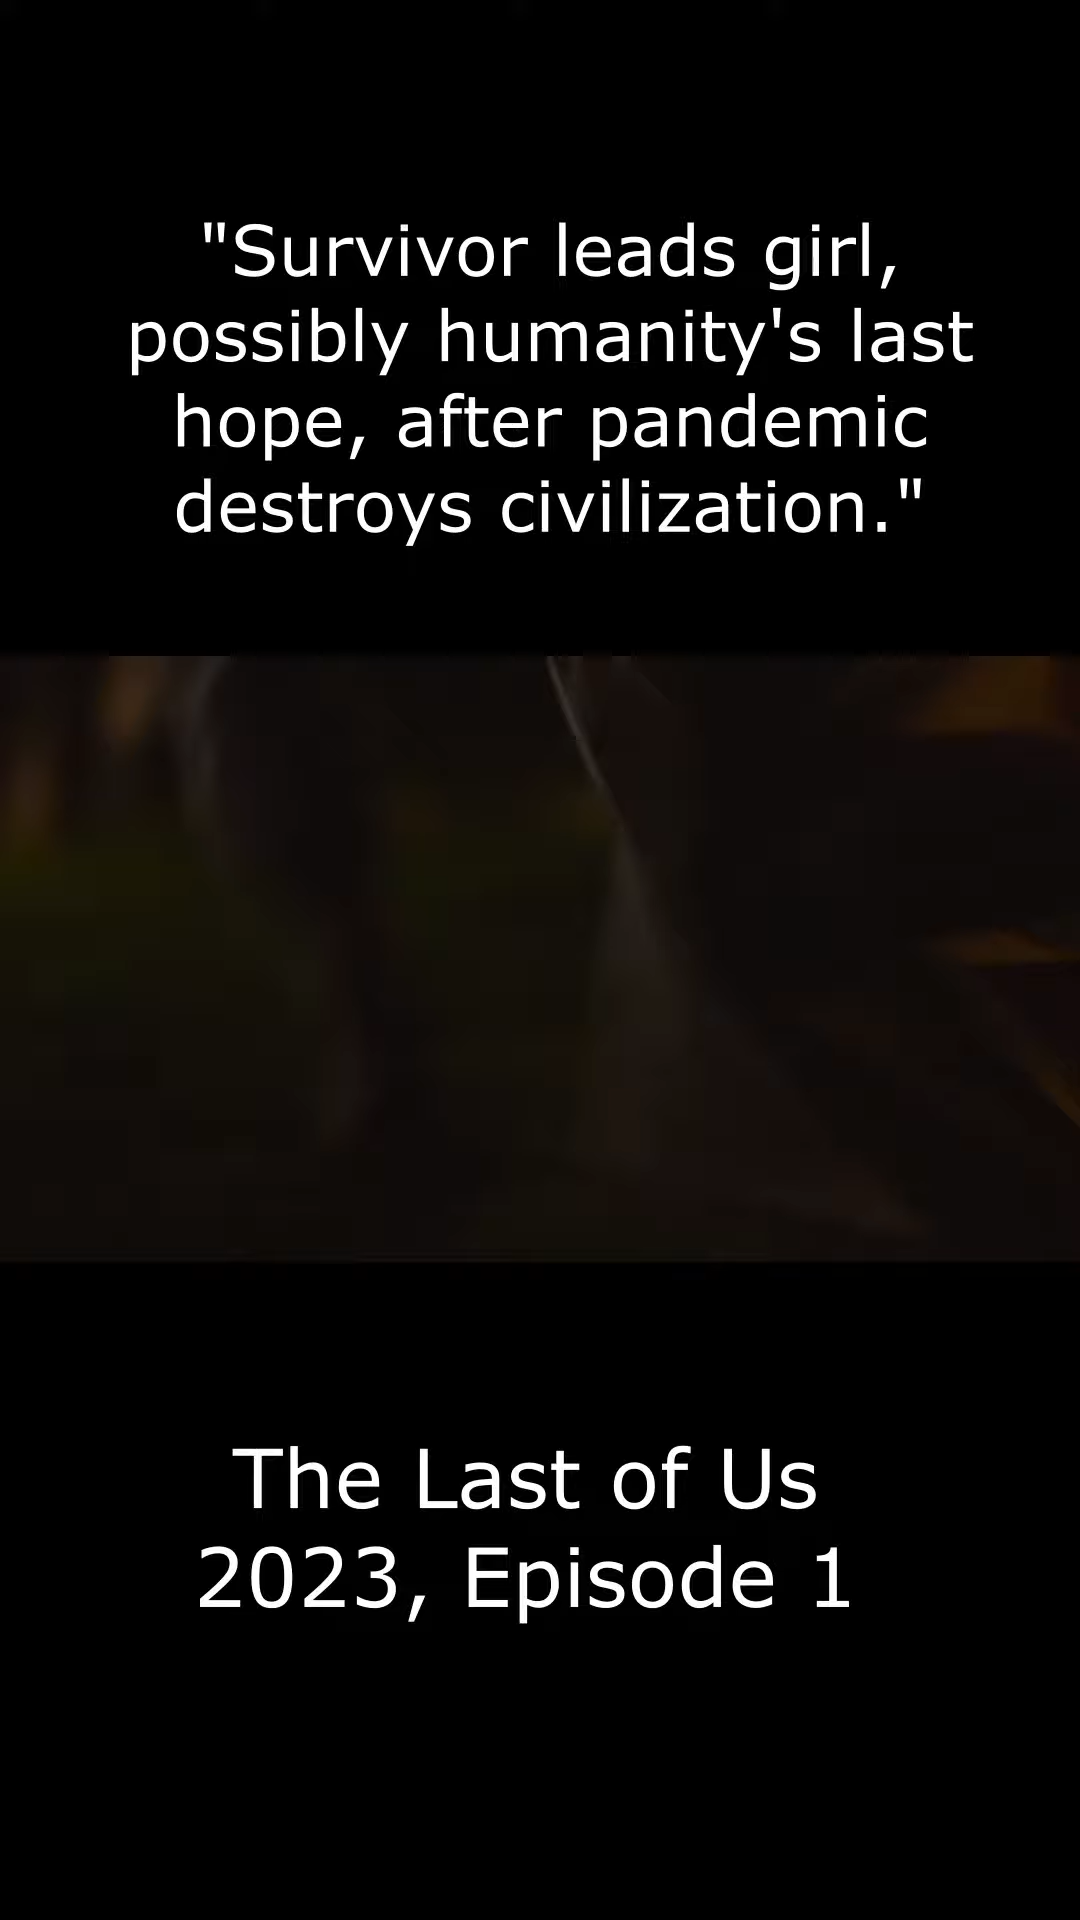 "Survivor leads girl,
possibly humanity's last
hope, after pandemic
destroys civilization."
The Last of Us
2023, Episode 1